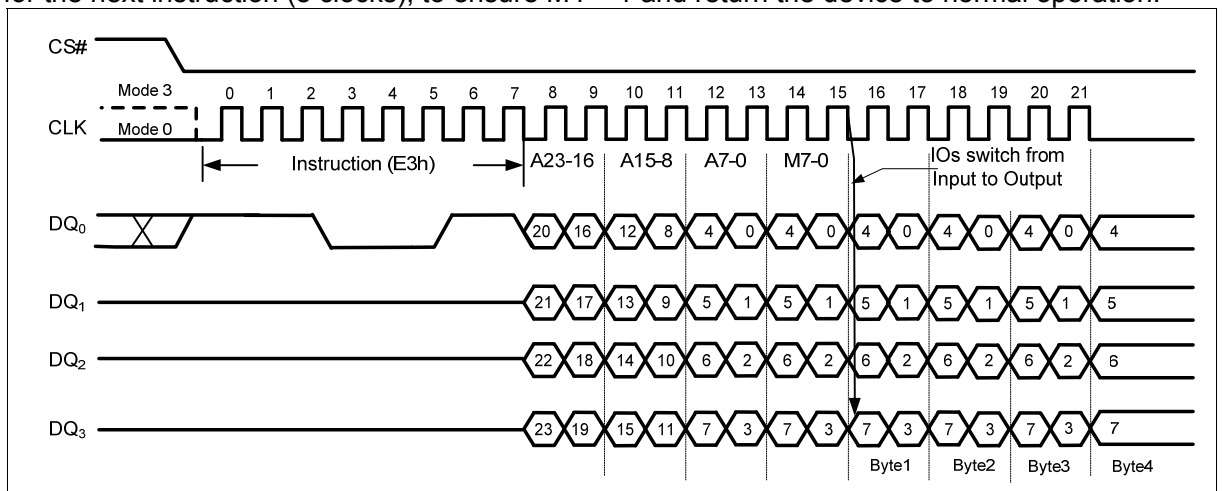 for the next instruction (8 clocks), to ensure M4 = 1 and return the device to normal operation.
CS#
Mode 3
0 1 2 3 4 5 6 7 8 9 10 11 12 13 14 15 16 17 18 19 20 21
CLK
Mode 0
Instruction (E3h) A23-16 A15-8 A7-0 M7-0 IOs switch from
Input to Output
DQ0 20 16 12 8 4 0 4 0 4 0 4 0 4 0 4
DQ1 21 17 13 9 5 1 5 1 5 1 5 1 5 1 5
DQ2 22 18 14 10 6 2 6 2 6 2 6 2 6 2 6
DQ3 23 19 15 11 7 3 7 3 7 3 7 3 7 3 7
Byte1 Byte2 Byte3 Byte4